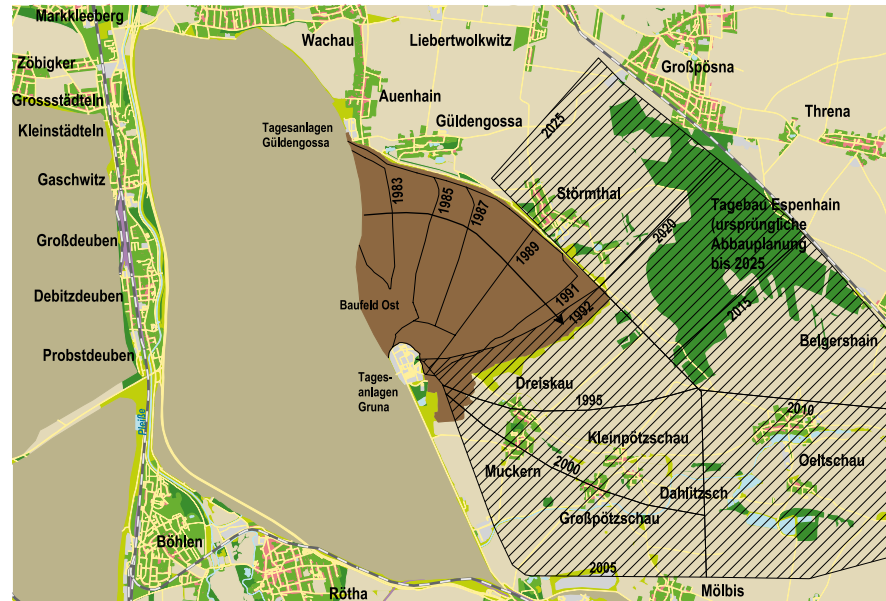 Markkleeberg
Wachau
Liebertwolkwitz
Zöbigker
Großpösna
Grossstädteln
Auenhain
Threna
Kleinstädteln
Tagesanlagen
Güldengossa
Güldengossa
2025
Gaschwitz
1983
1985
1987
Störmthal
Tagebau Espenhain
(ursprüngliche
Abbauplanung
bis 2025
Großdeuben
1989
2020
Debitzdeuben
Baufeld Ost
1991
1992
2015
Probstdeuben
Belgershain
Tages-
anlagen
Gruna
Dreiskau
1995
2010
Pleiße
Kleinpötzschau
Muckern
2000
Oeltschau
Dahlitzsch
Großpötzschau
Böhlen
2005
Rötha
Mölbis